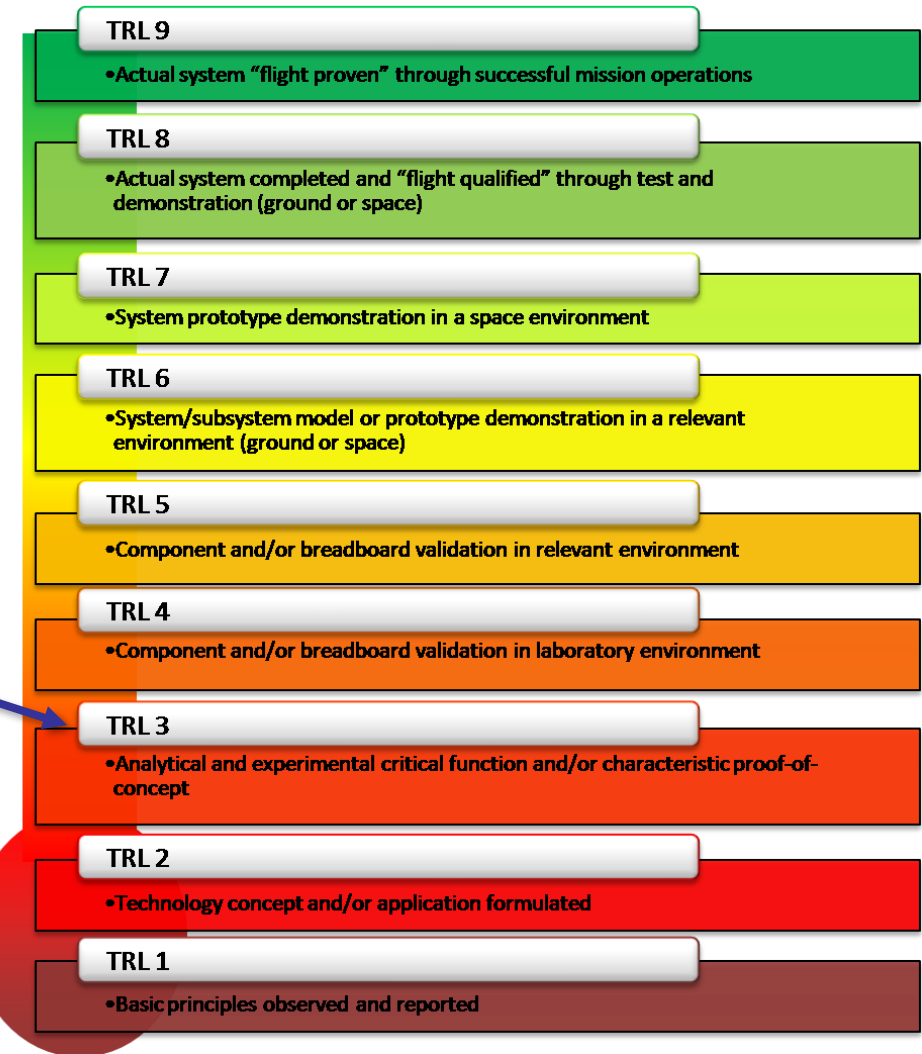 TRL 9
•Actual system “flight proven” through successful mission operations
TRL 8
•Actual system completed and “flight qualified” through test and
demonstration (ground or space)
TRL 7
•System prototype demonstration in a space environment
TRL 6
•System/subsystem model or prototype demonstration in a relevant
environment (ground or space)
TRL 5
•Component and/or breadboard validation in relevant environment
TRL 4
•Component and/or breadboard validation in laboratory environment
TRL 3
•Analytical and experimental critical function and/or characteristic proof-of-
concept
TRL 2
•Technology concept and/or application formulated
TRL 1
•Basic principles observed and reported